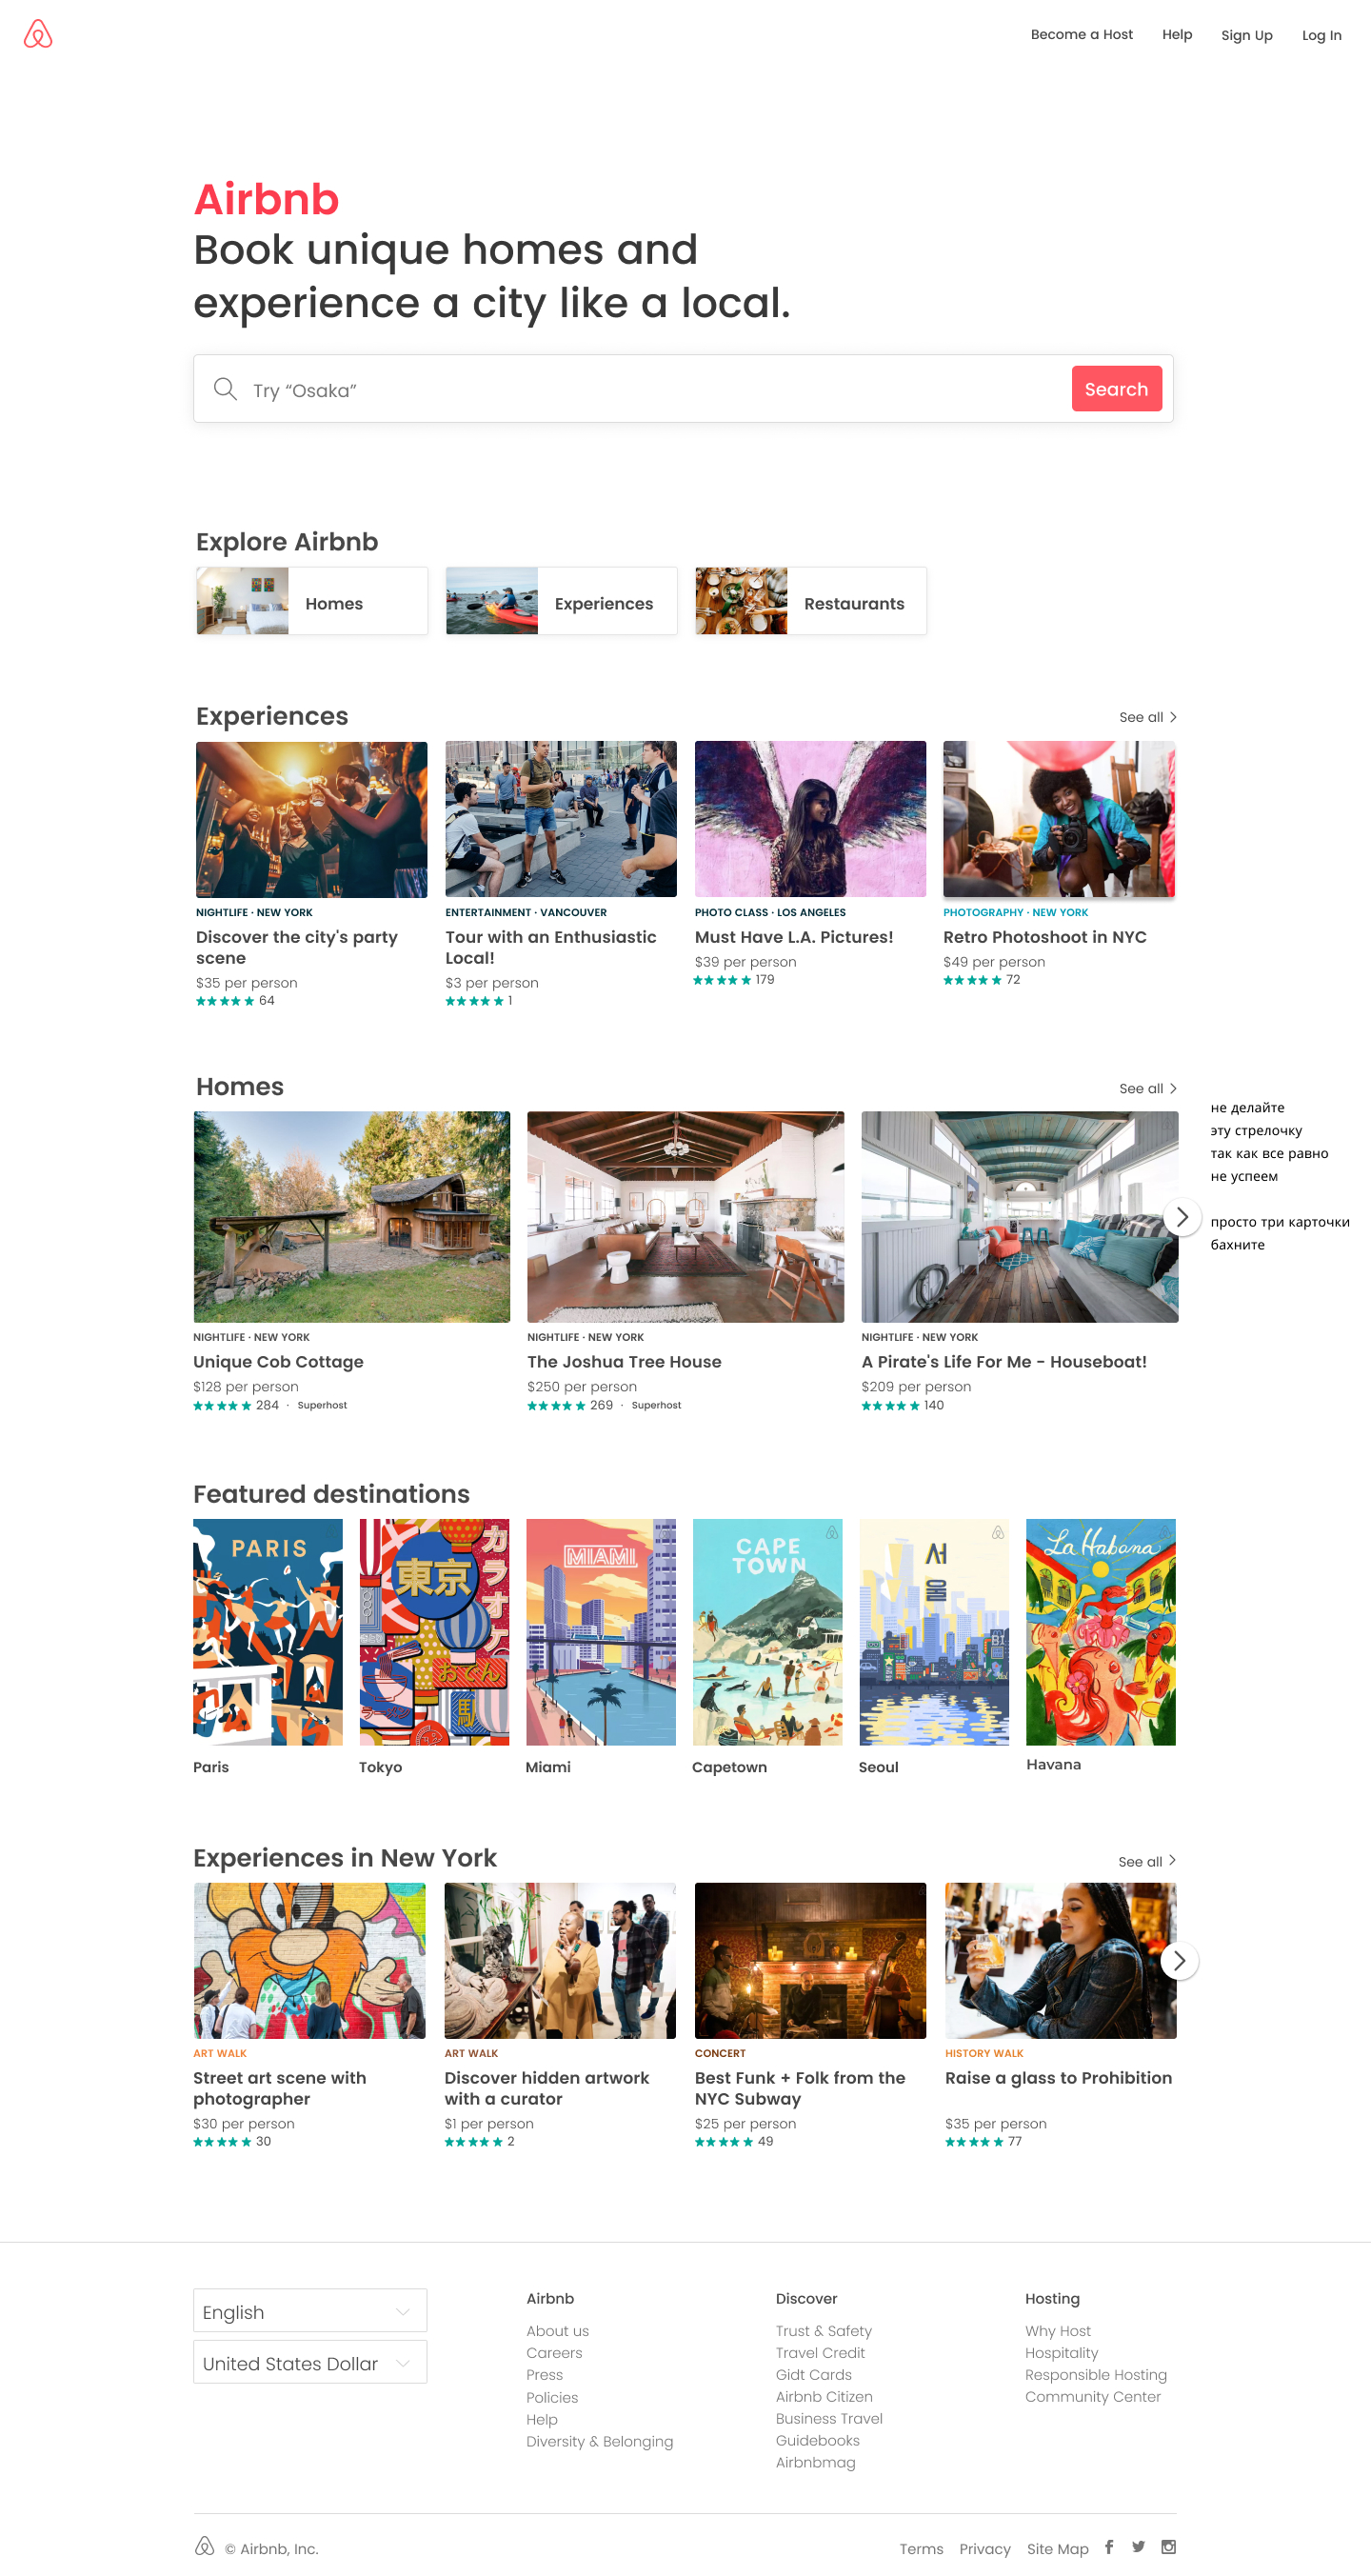 Become a Host
Help
Sign Up
Log In
Airbnb
Book unique homes and
experience a city like a local.
Try “Osaka”
Search
Explore Airbnb
Homes
Experiences
Restaurants
Experiences
See all
NIGHTLIFE · NEW YORK
Discover the city's party
scene
$35 per person
64
ENTERTAINMENT · VANCOUVER
Tour with an Enthusiastic
Local!
$3 per person
1
PHOTO CLASS · LOS ANGELES
Must Have L.A. Pictures!
$39 per person
179
PHOTOGRAPHY · NEW YORK
Retro Photoshoot in NYC
$49 per person
72
Homes
See all
не делайте
эту стрелочку
так как все равно
не успеем
просто три карточки
бахните
NIGHTLIFE · NEW YORK
Unique Cob Cottage
$128 per person
284 · Superhost
NIGHTLIFE · NEW YORK
The Joshua Tree House
$250 per person
269 · Superhost
NIGHTLIFE · NEW YORK
A Pirate's Life For Me - Houseboat!
$209 per person
140
Featured destinations
PARIS
東京
カラオケ
おでん
ラーメン
駅
MIAMI
CAPE
TOWN
서울
La Habana
Paris
Tokyo
Miami
Capetown
Seoul
Havana
Experiences in New York
See all
ART WALK
Street art scene with
photographer
$30 per person
30
ART WALK
Discover hidden artwork
with a curator
$1 per person
2
CONCERT
Best Funk + Folk from the
NYC Subway
$25 per person
49
HISTORY WALK
Raise a glass to Prohibition
$35 per person
77
English
United States Dollar
Airbnb
About us
Careers
Press
Policies
Help
Diversity & Belonging
Discover
Trust & Safety
Travel Credit
Gidt Cards
Airbnb Citizen
Business Travel
Guidebooks
Airbnbmag
Hosting
Why Host
Hospitality
Responsible Hosting
Community Center
© Airbnb, Inc.
Terms
Privacy
Site Map